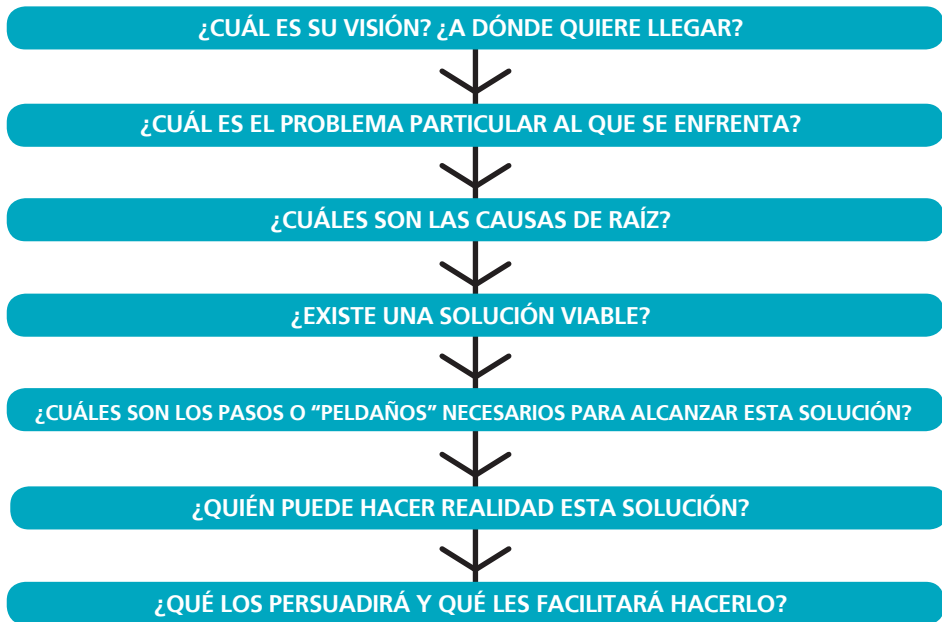 ¿CUÁL ES SU VISIÓN? ¿A DÓNDE QUIERE LLEGAR?
¿CUÁL ES EL PROBLEMA PARTICULAR AL QUE SE ENFRENTA?
¿CUÁLES SON LAS CAUSAS DE RAÍZ?
¿EXISTE UNA SOLUCIÓN VIABLE?
¿CUÁLES SON LOS PASOS O “PELDAÑOS” NECESARIOS PARA ALCANZAR ESTA SOLUCIÓN?
¿QUIÉN PUEDE HACER REALIDAD ESTA SOLUCIÓN?
¿QUÉ LOS PERSUADIRÁ Y QUÉ LES FACILITARÁ HACERLO?